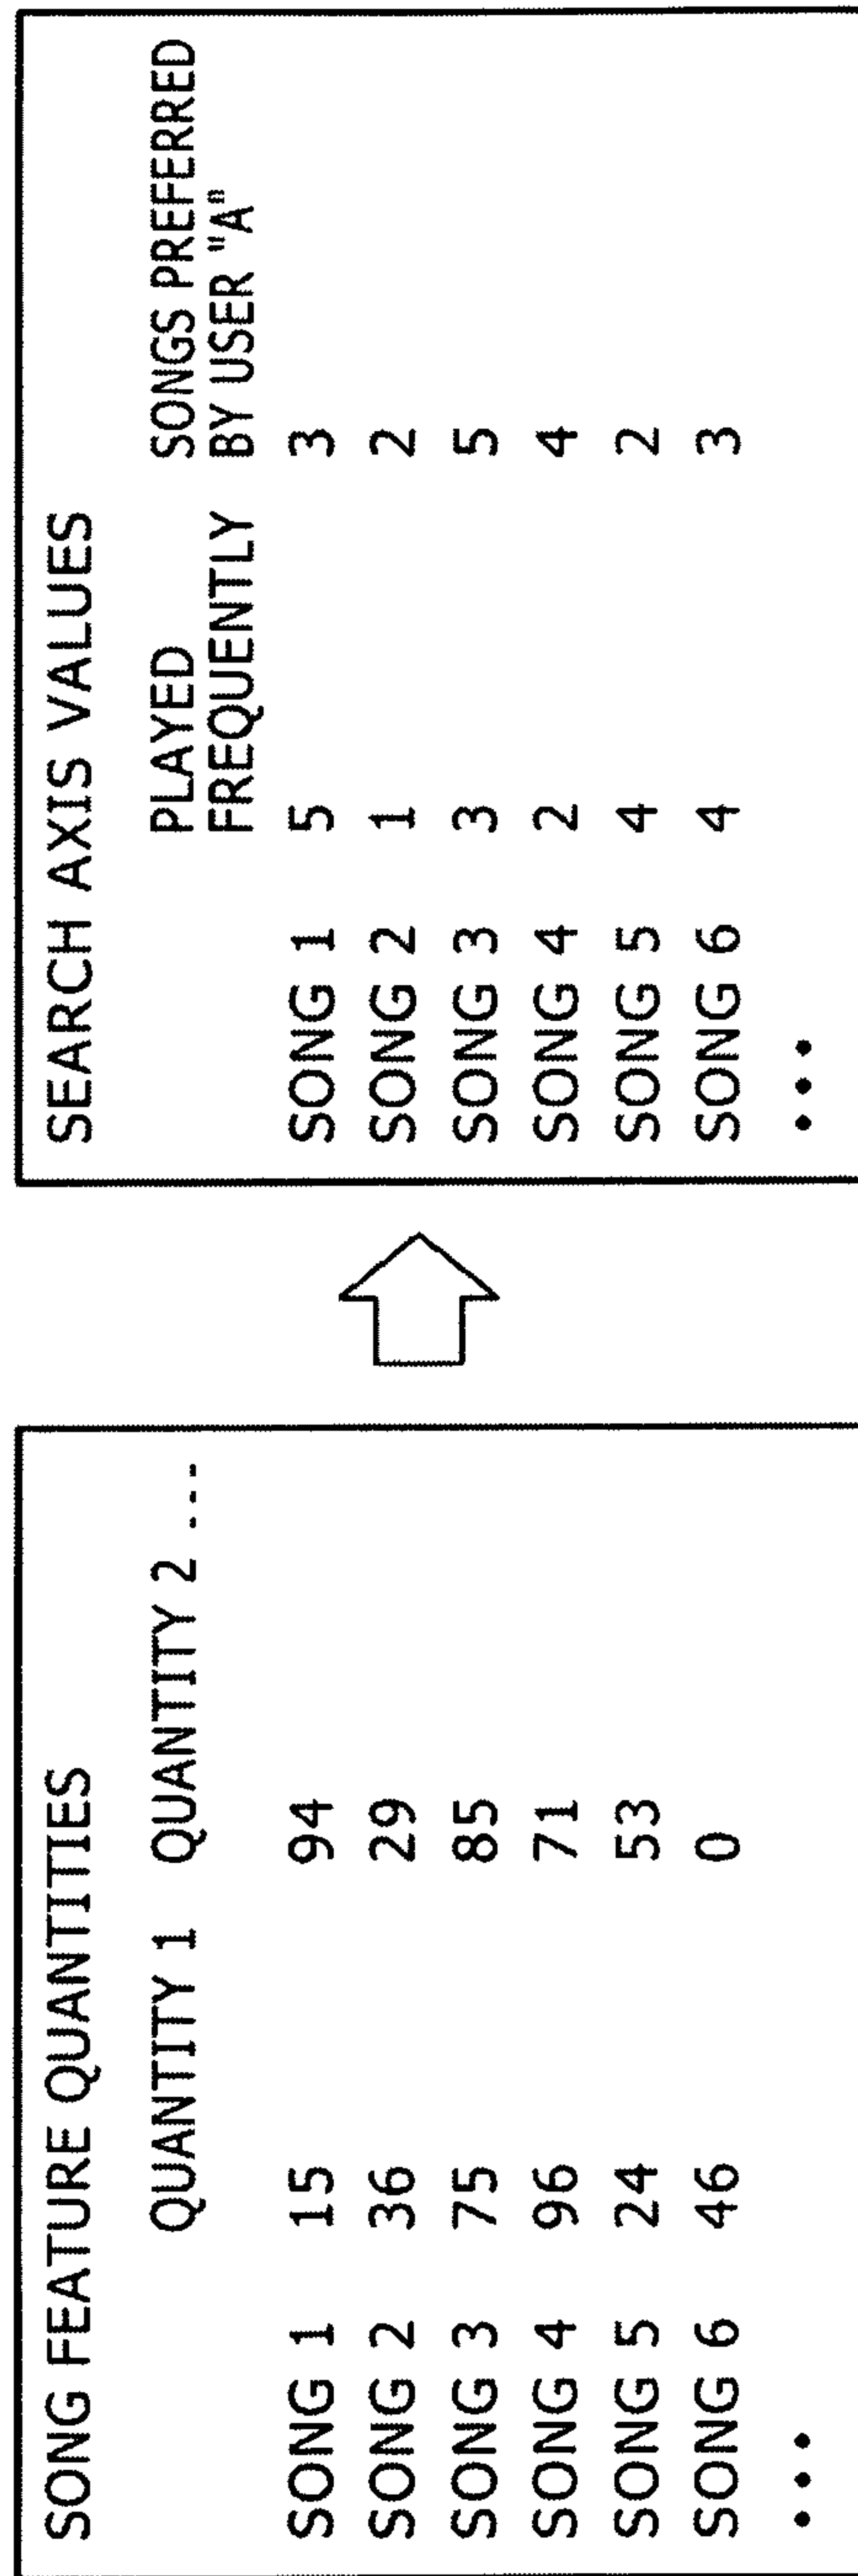 SONG FEATURE QUANTITIES
QUANTITY 1 QUANTITY 2 ...
SONG 1 15 94
SONG 2 36 29
SONG 3 75 85
SONG 4 96 71
SONG 5 24 53
SONG 6 46 0
...
SEARCH AXIS VALUES
PLAYED FREQUENTLY
SONGS PREFERRED BY USER "A"
SONG 1 5 3
SONG 2 1 2
SONG 3 3 5
SONG 4 2 4
SONG 5 4 2
SONG 6 4 3
...